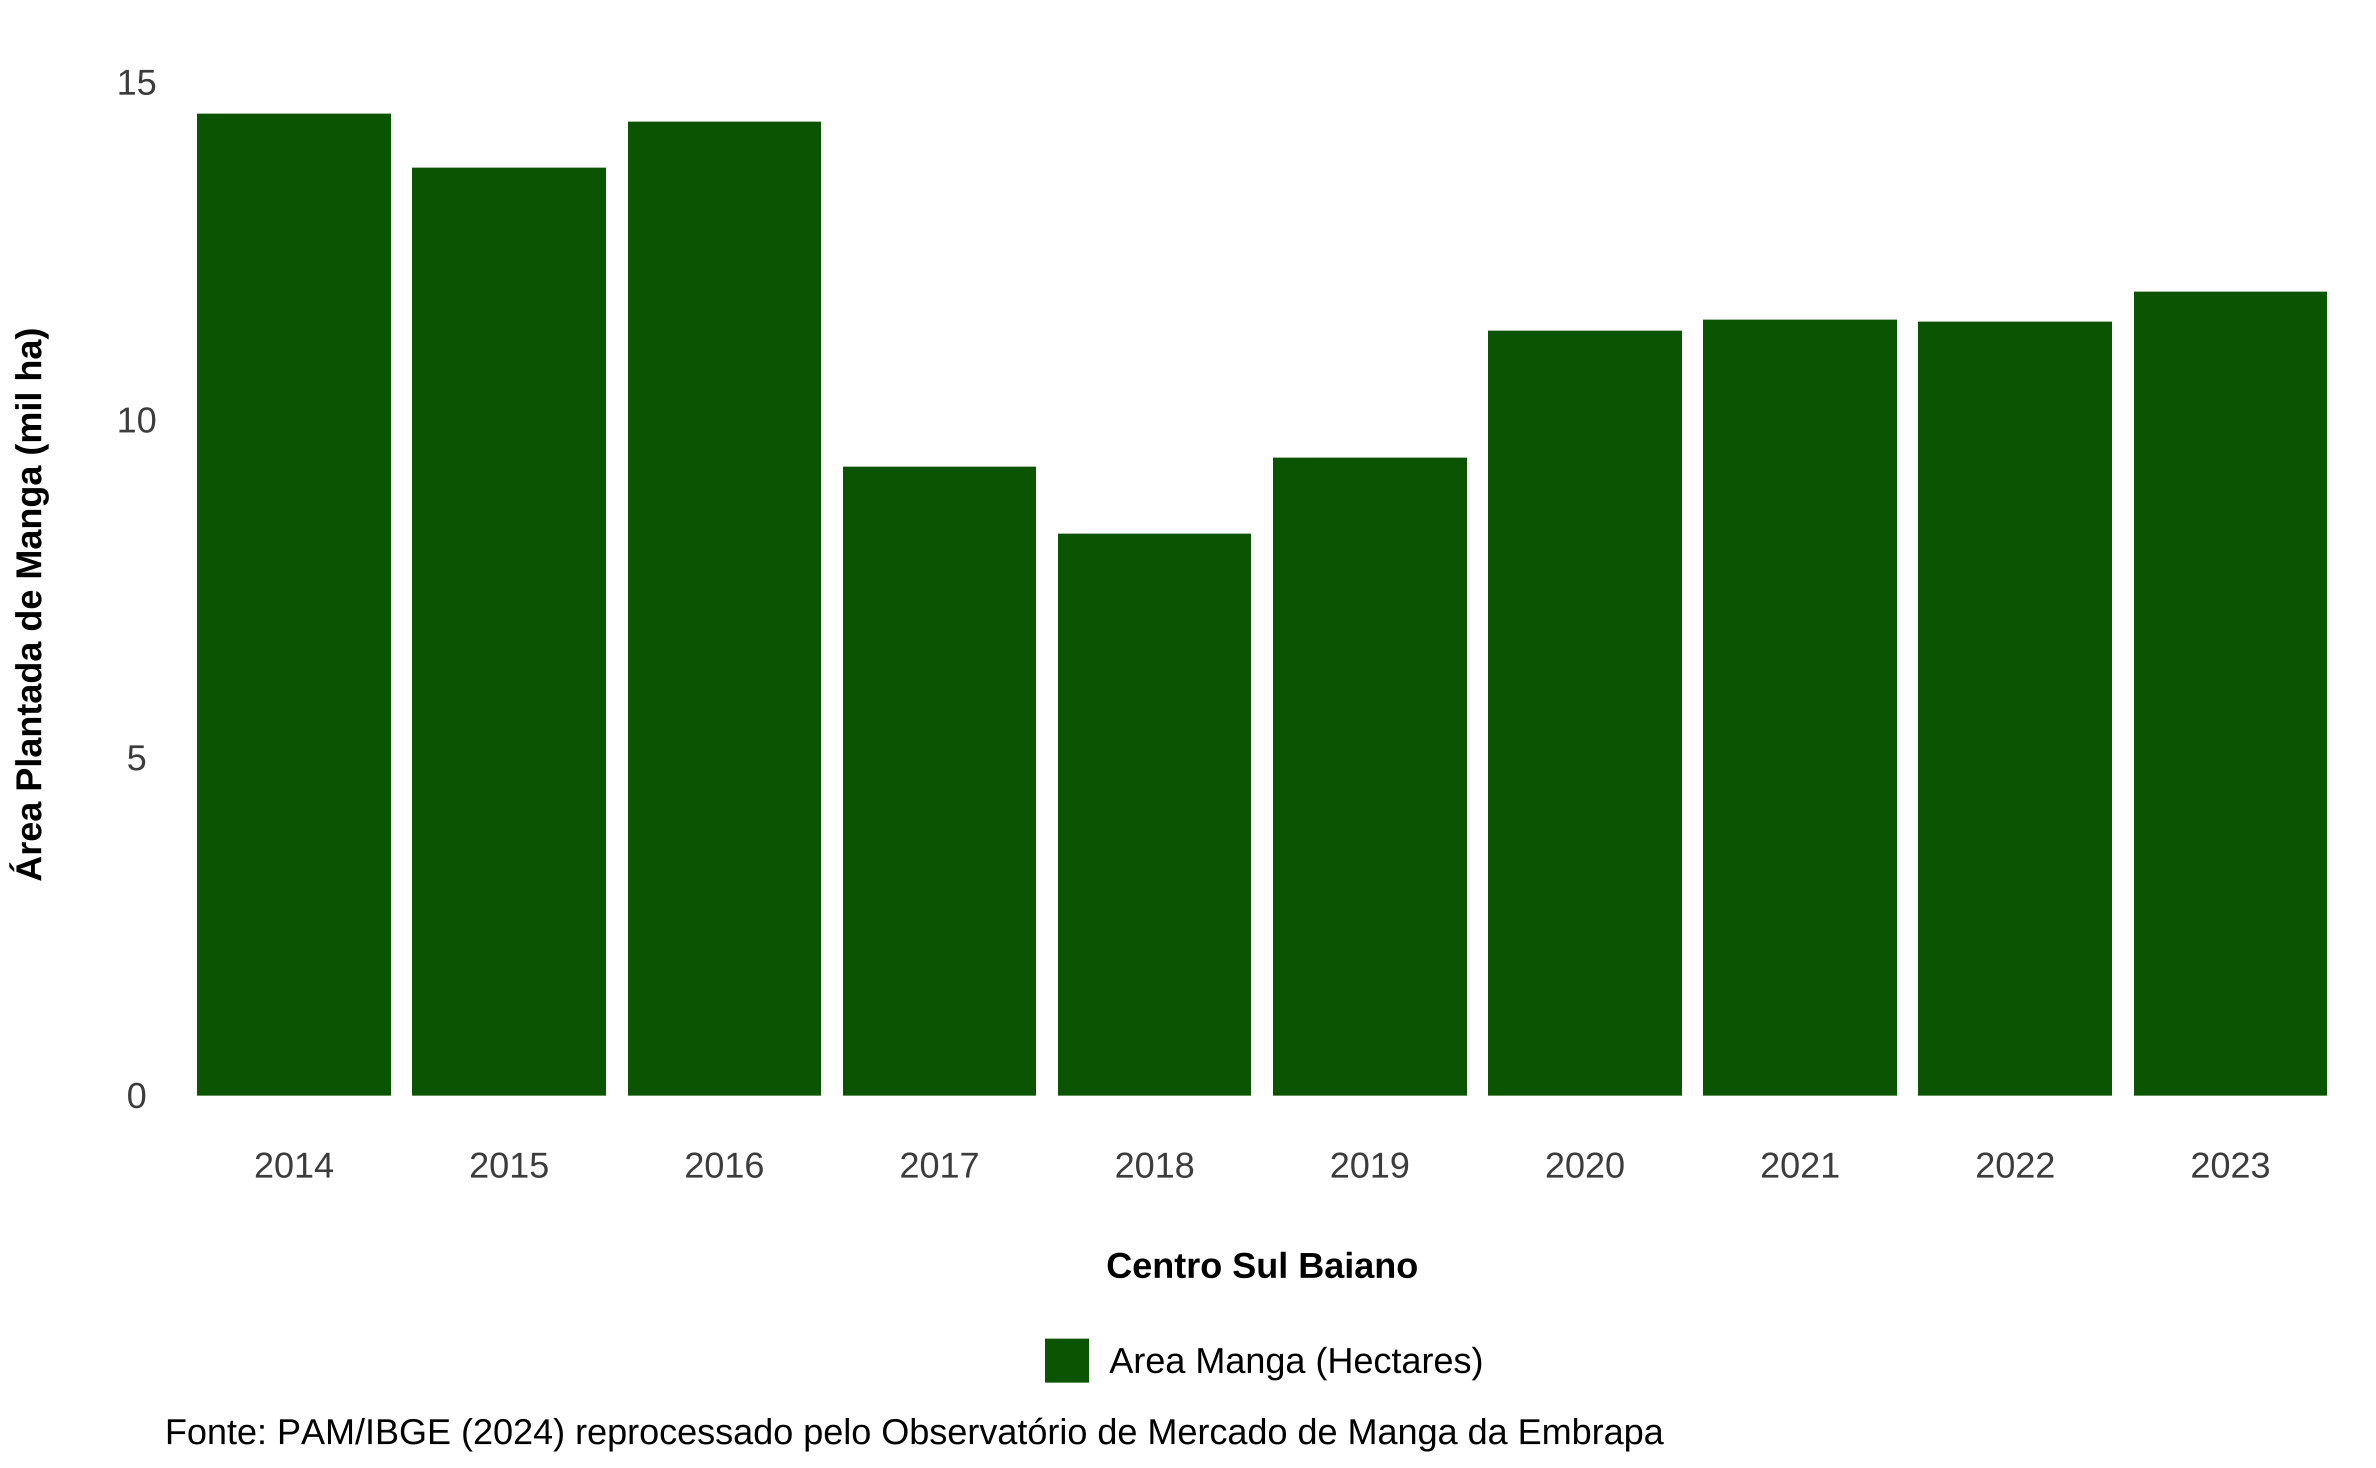 Área Plantada de Manga (mil ha)
15
10
5
0
2014 2015 2016 2017 2018 2019 2020 2021 2022 2023
Centro Sul Baiano
Area Manga (Hectares)
Fonte: PAM/IBGE (2024) reprocessado pelo Observatório de Mercado de Manga da Embrapa